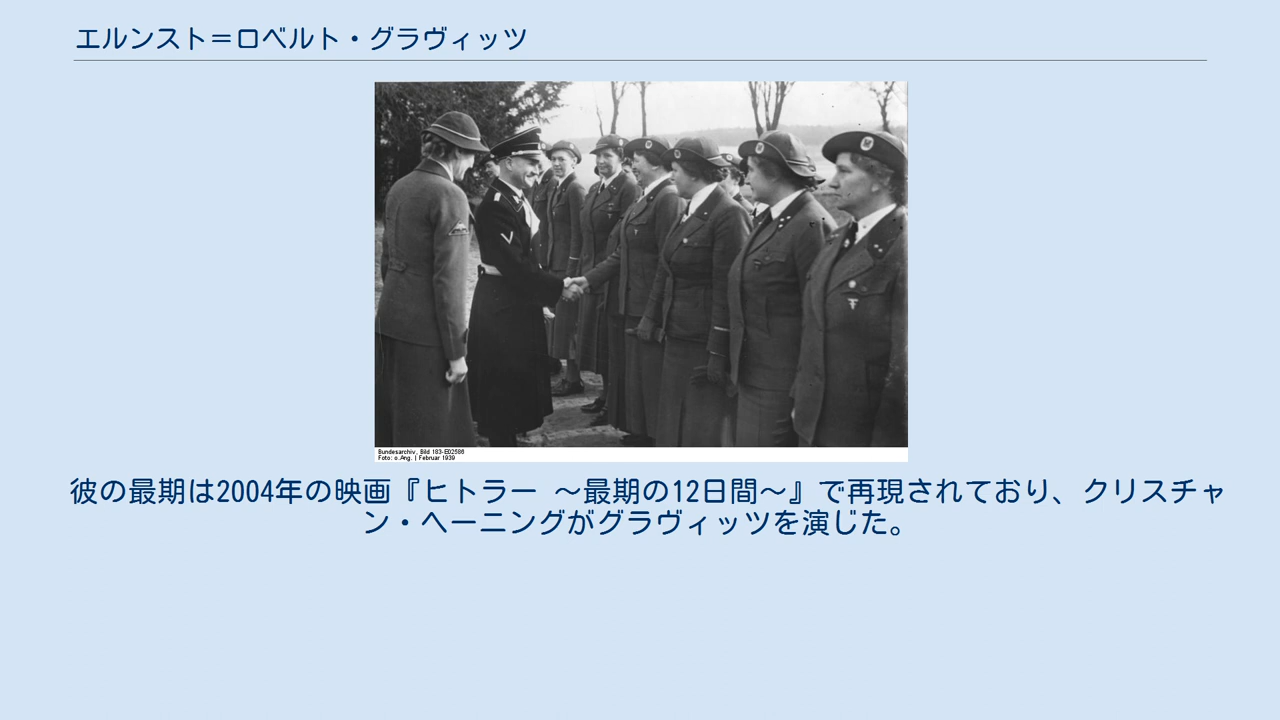 エルンスト＝ロベルト・グラヴィッツ
Bundesarchiv, Bild 183-E02586
Foto: o.Ang. | Februar 1939
彼の最期は2004年の映画『ヒトラー ～最期の12日間～』で再現されており、クリスチャ
ン・ヘーニングがグラヴィッツを演じた。